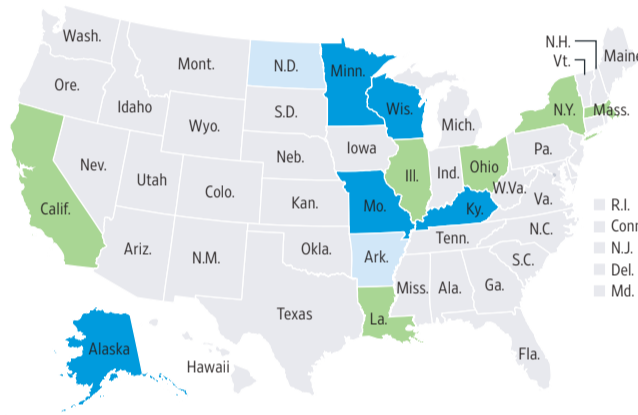 Wash.
Ore.
Calif.
Nev.
Idaho
Mont.
Wyo.
Utah
Ariz.
Colo.
N.M.
N.D.
S.D.
Neb.
Kan.
Okla.
Texas
Minn.
Iowa
Mo.
Ark.
La.
Wis.
Ill.
Mich.
Ind.
Ohio
Ky.
Tenn.
Miss.
Ala.
Ga.
Fla.
S.C.
N.C.
Va.
W.Va.
Pa.
N.Y.
Vt.
N.H.
Maine
Mass.
R.I.
Conn
N.J.
Del.
Md.
Alaska
Hawaii